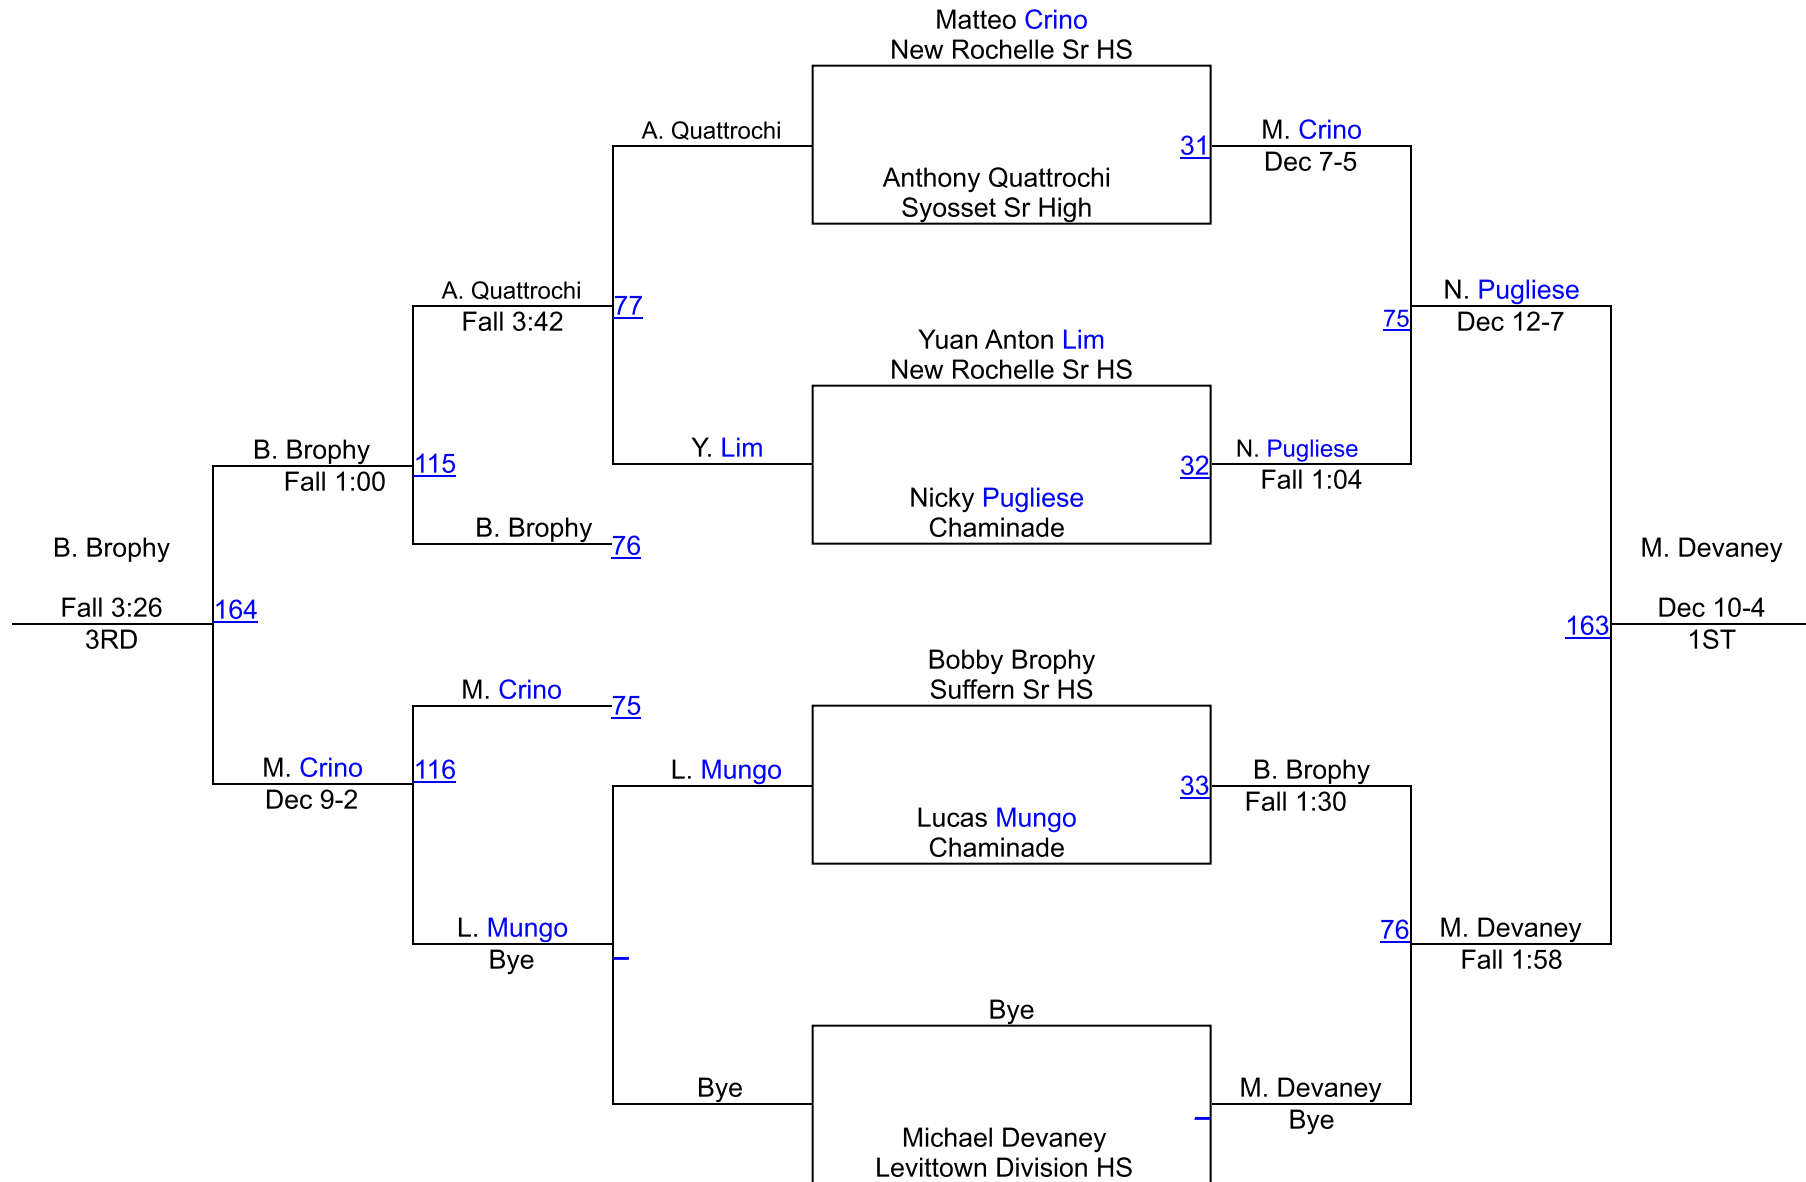 Matteo Crino
New Rochelle Sr HS
A. Quattrochi
31
M. Crino
Dec 7-5
Anthony Quattrochi
Syosset Sr High
A. Quattrochi
Fall 3:42
77
N. Pugliese
Dec 12-7
75
Yuan Anton Lim
New Rochelle Sr HS
B. Brophy
Fall 1:00
115
Y. Lim
32
N. Pugliese
Fall 1:04
Nicky Pugliese
Chaminade
B. Brophy
76
B. Brophy
Fall 3:26
3RD
164
M. Devaney
Dec 10-4
1ST
163
Bobby Brophy
Suffern Sr HS
M. Crino
75
M. Crino
Dec 9-2
116
L. Mungo
33
B. Brophy
Fall 1:30
Lucas Mungo
Chaminade
L. Mungo
Bye
76
M. Devaney
Fall 1:58
Bye
Bye
M. Devaney
Bye
Michael Devaney
Levittown Division HS